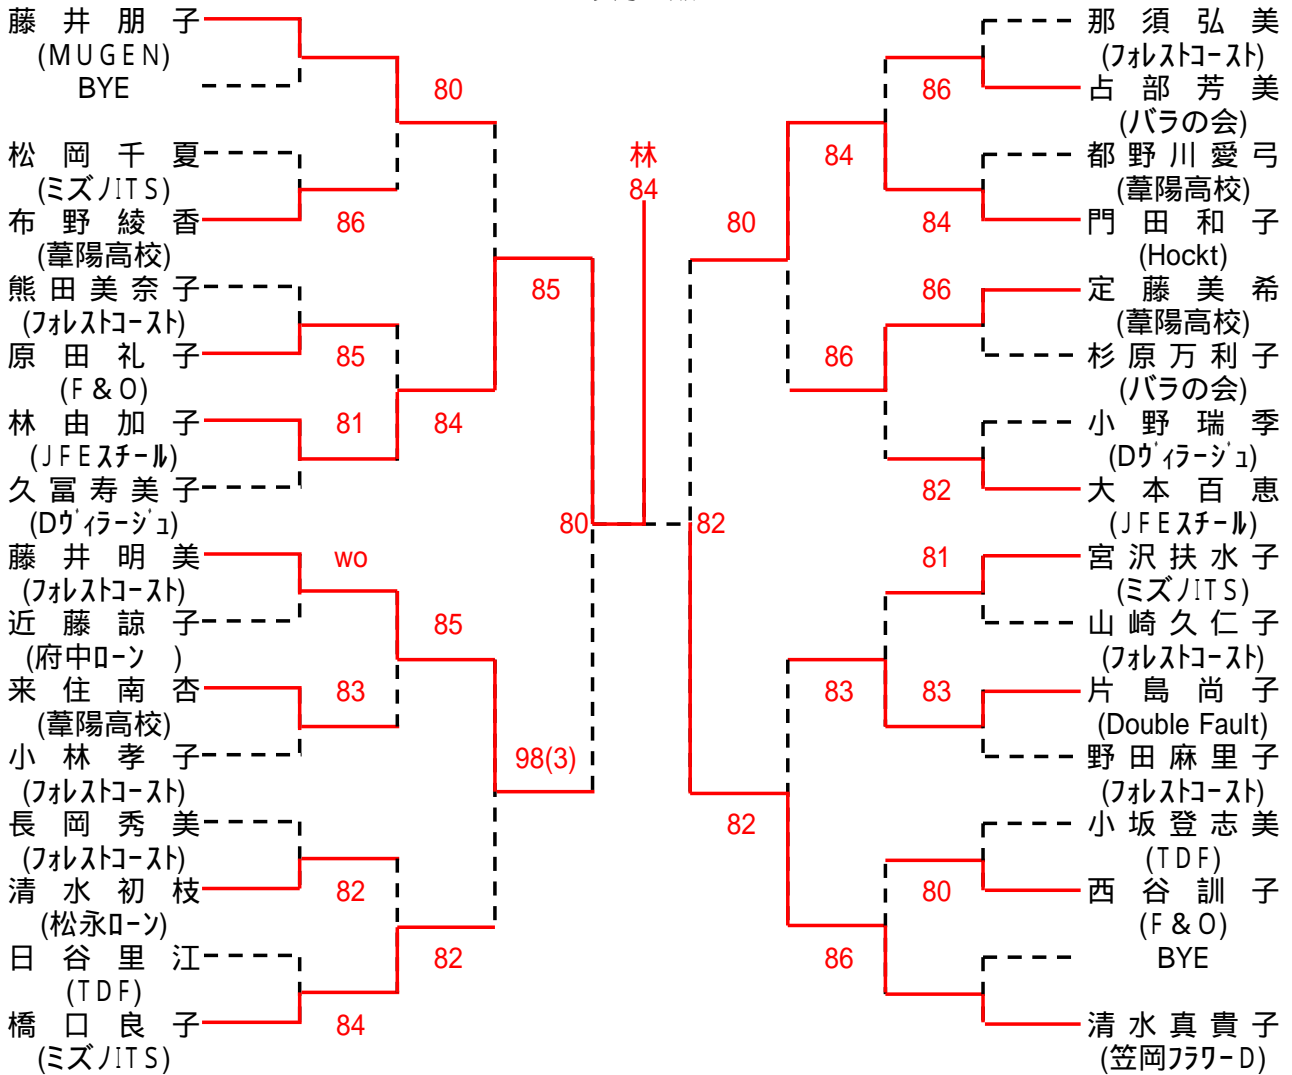 藤井朋子
(MUGEN)
BYE
80
松岡千夏
(ミズノITS)
布野綾香
86
(葦陽高校)
熊田美奈子
(フォレストコースト)
85
原田礼子
85
(F&O)
林由加子
81
84
(JFEスチール)
久冨寿美子
(Dヴィラージュ)
80
藤井明美
wo
(フォレストコースト)
近藤諒子
85
(府中ローン )
来住南杏
83
(葦陽高校)
小林孝子
98(3)
(フォレストコースト)
長岡秀美
(フォレストコースト)
清水初枝
82
(松永ローン)
日谷里江
82
(TDF)
橋口良子
84
(ミズノITS)
林
84
那須弘美
(フォレストコースト)
86
占部芳美
(バラの会)
84
都野川愛弓
(葦陽高校)
80
84
門田和子
(Hockt)
86
定藤美希
(葦陽高校)
86
杉原万利子
(バラの会)
小野瑞季
(Dヴィラージュ)
82
大本百恵
(JFEスチール)
82
81
宮沢扶水子
(ミズノITS)
山崎久仁子
(フォレストコースト)
83
83
片島尚子
(Double Fault)
野田麻里子
(フォレストコースト)
82
小坂登志美
(TDF)
80
西谷訓子
(F&O)
86
BYE
清水真貴子
(笠岡フラワーD)